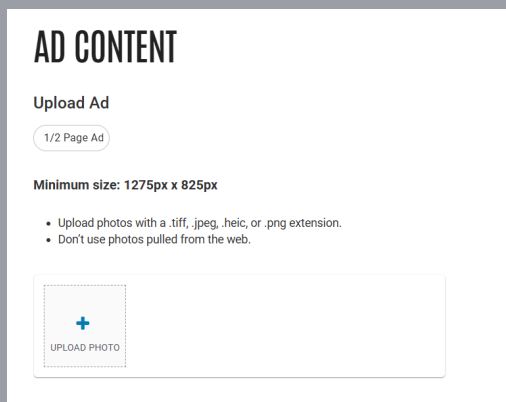 AD CONTENT
Upload Ad
1/2 Page Ad
Minimum size: 1275px x 825px
• Upload photos with a .tiff, .jpeg, .heic, or .png extension.
• Don't use photos pulled from the web.
+
UPLOAD PHOTO